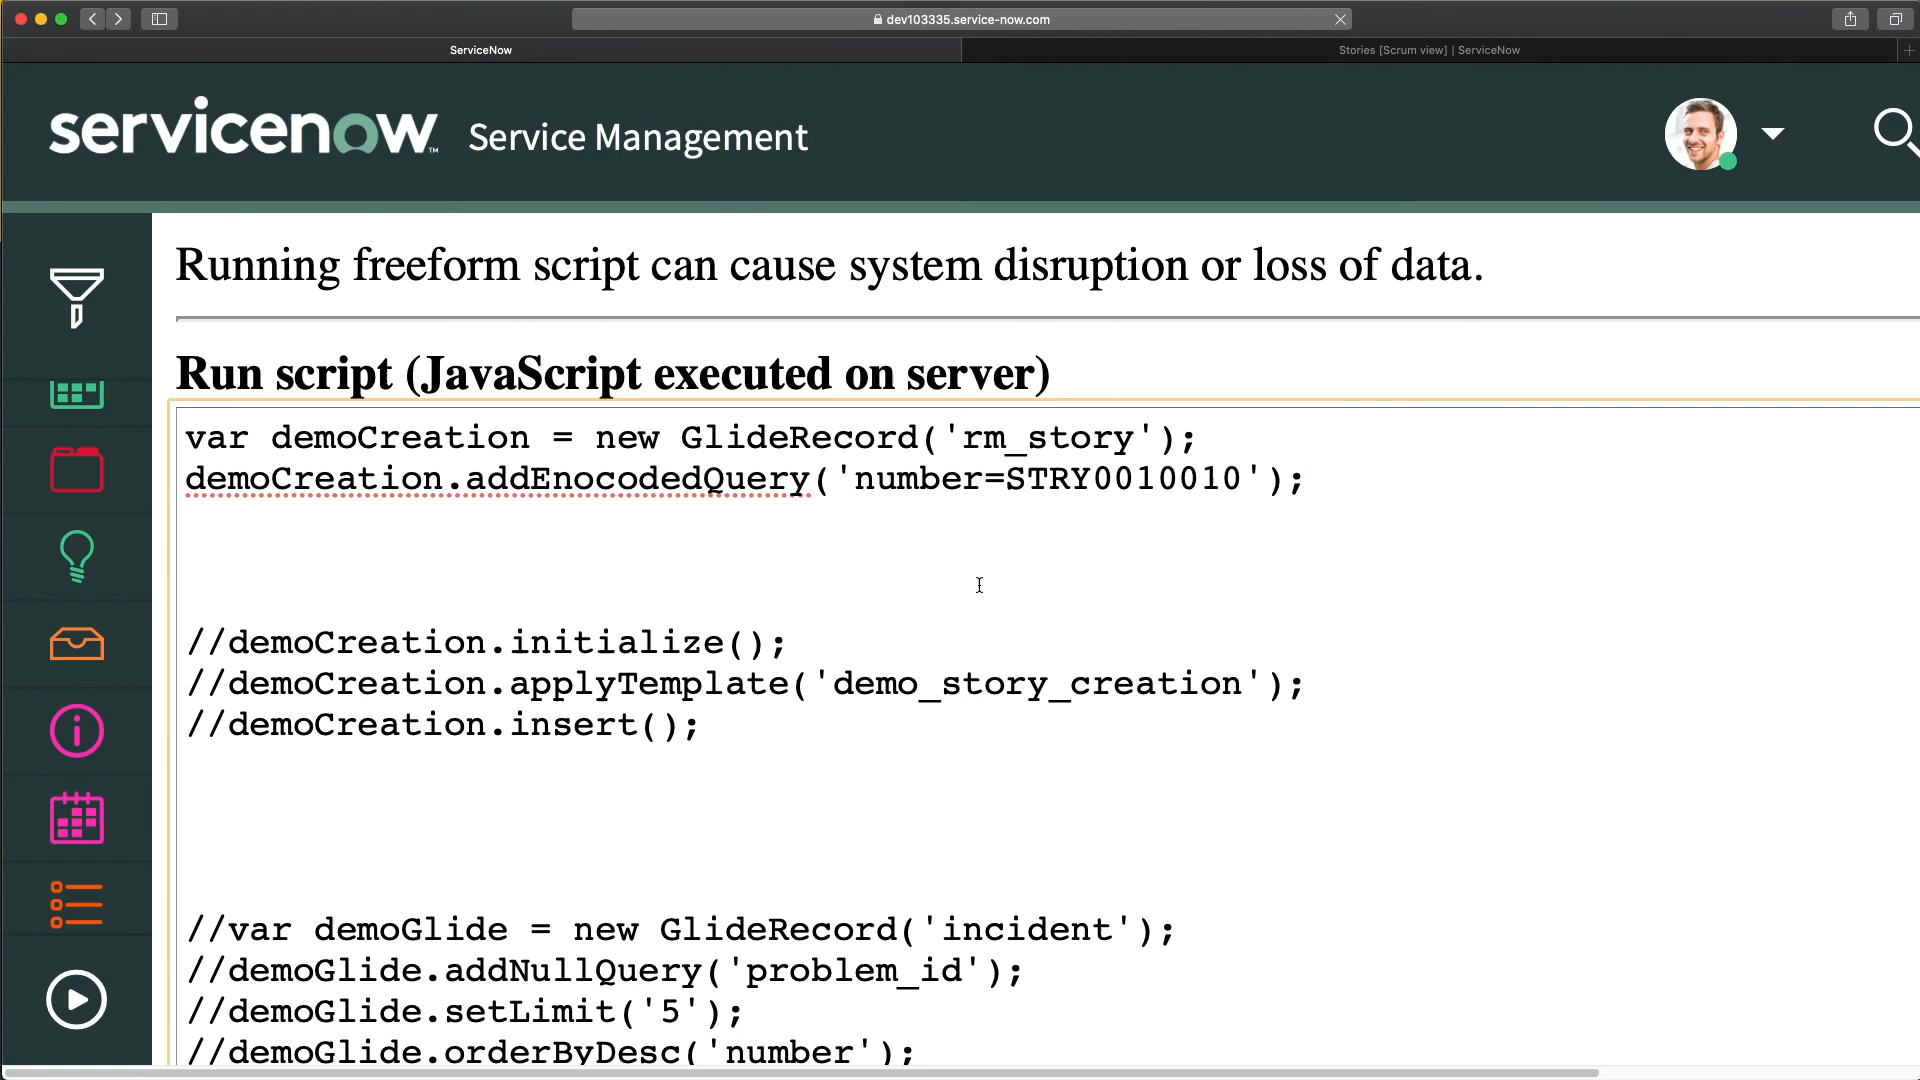 dev103335.service-now.com
ServiceNow
Stories [Scrum view] | ServiceNow
servicenow™ Service Management
Running freeform script can cause system disruption or loss of data.
Run script (JavaScript executed on server)
var demoCreation = new GlideRecord('rm_story');
demoCreation.addEnocodedQuery('number=STRY0010010');
//demoCreation.initialize();
//demoCreation.applyTemplate('demo_story_creation');
//demoCreation.insert();
//var demoGlide = new GlideRecord('incident');
//demoGlide.addNullQuery('problem_id');
//demoGlide.setLimit('5');
//demoGlide.orderByDesc('number');